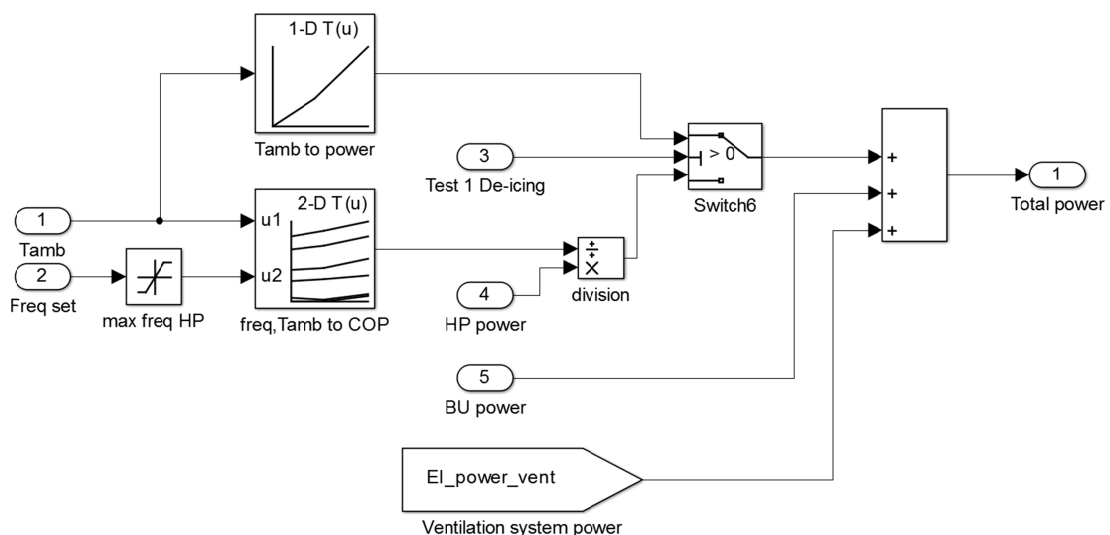 1-D T(u)
Tamb to power
3
Test 1 De-icing
> 0
Switch6
+
+
+
1
Total power
1
Tamb
2
Freq set
max freq HP
2-D T(u)
u1
u2
freq,Tamb to COP
÷
×
division
4
HP power
5
BU power
El_power_vent
Ventilation system power